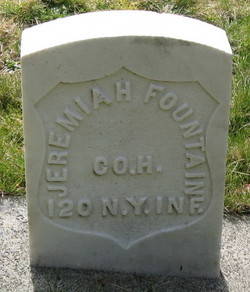 JEREMIAH FOUNTAINE
CO.H.
120 N.Y. INF.